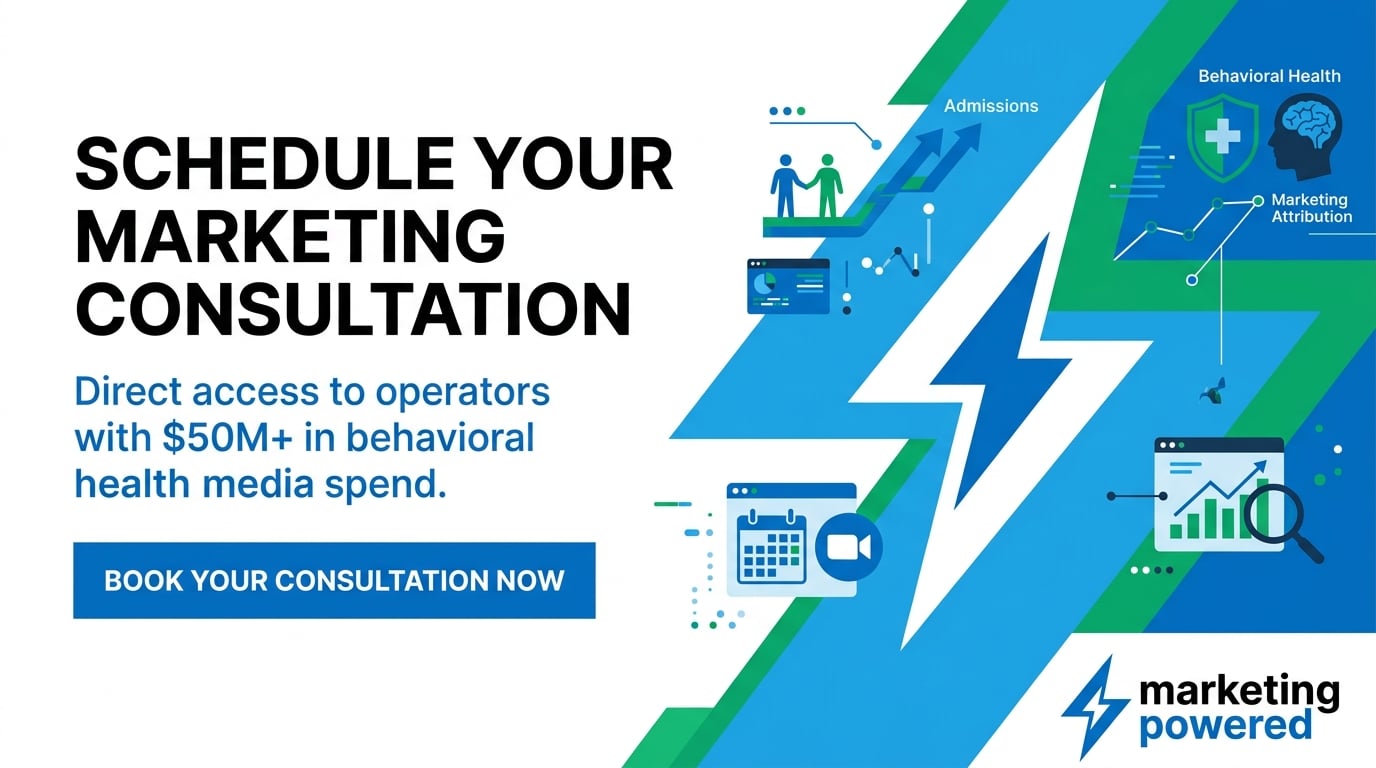 SCHEDULE YOUR
MARKETING
CONSULTATION
Direct access to operators
with $50M+ in behavioral
health media spend.
BOOK YOUR CONSULTATION NOW
Admissions
Behavioral Health
Marketing
Attribution
marketing
powered